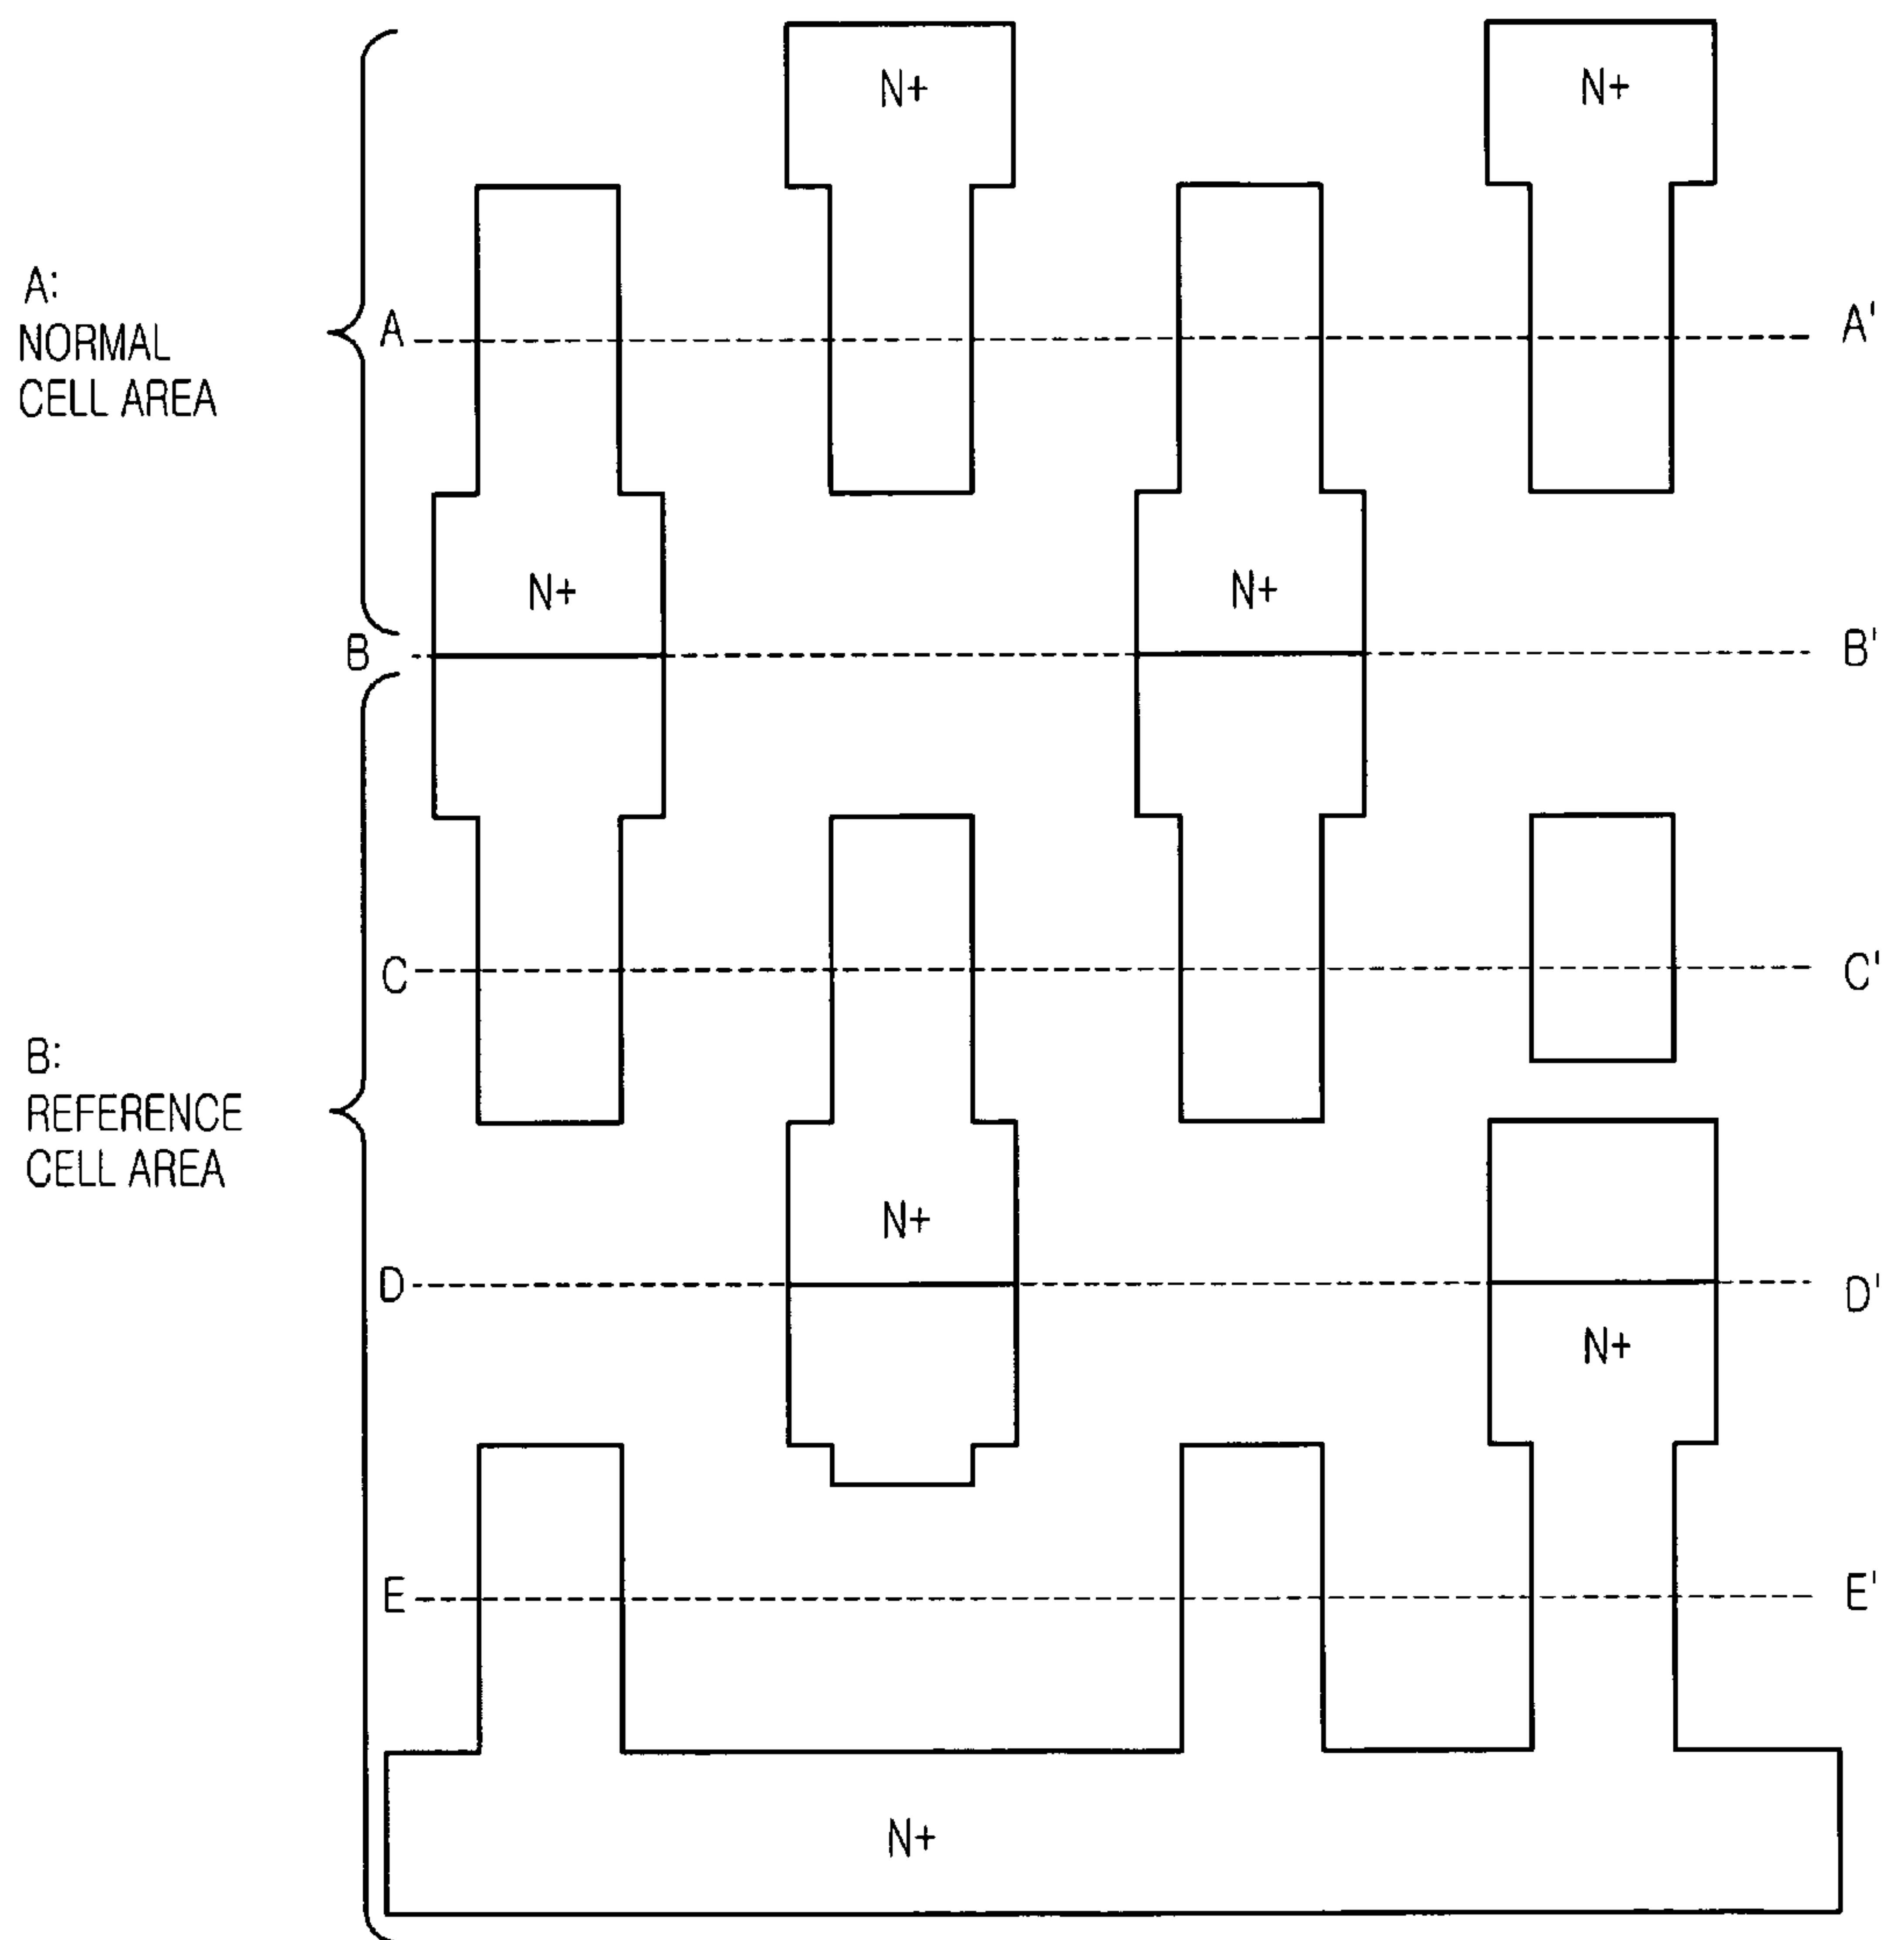 N+ N+
A:
NORMAL
CELL AREA
A A'
N+ N+
B B'
C C'
B:
REFERENCE
CELL AREA
N+
D D'
N+
E E'
N+